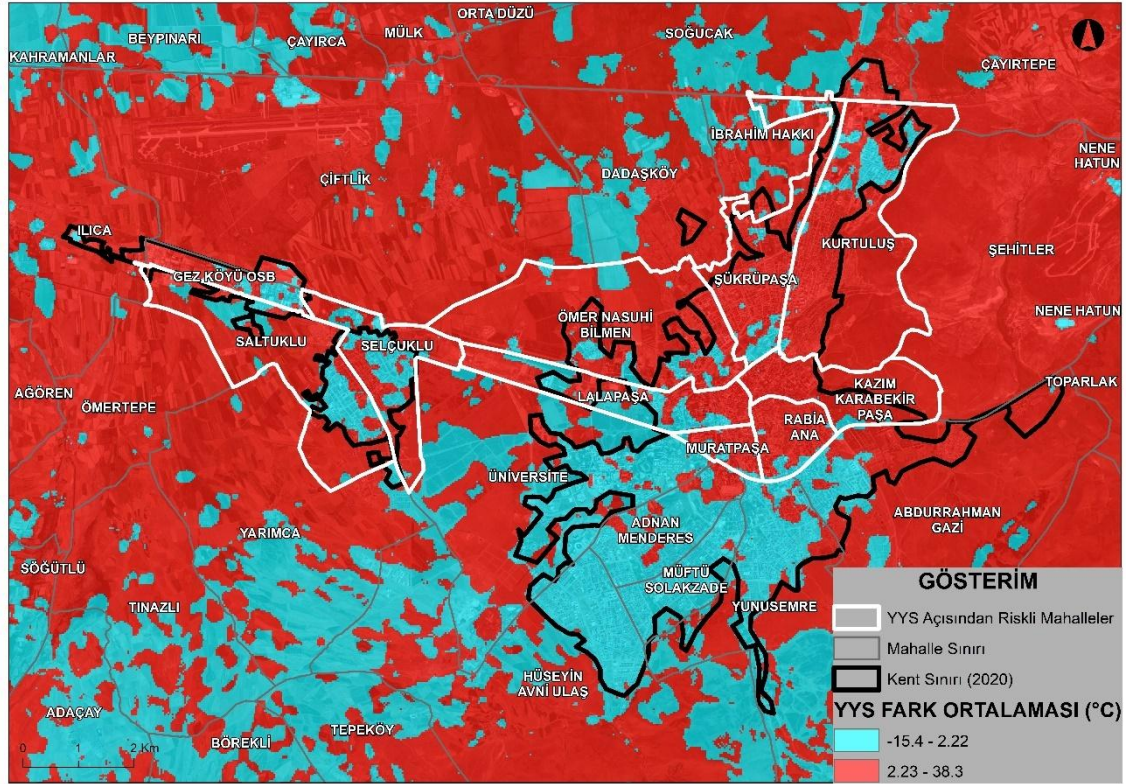 ORTA DÜZÜ
BEYPINARI
ÇAYIRCA
MÜLK
SOĞUCAK
KAHRAMANLAR
ÇAYIRTEPE
İBRAHİM HAKKI
NENE
HATUN
ÇİFTLİK
DADAŞKÖY
ILICA
KURTULUŞ
ŞEHİTLER
GEZ KÖYÜ OSB
ŞÜKRÜPAŞA
NENE HATUN
ÖMER NASUHİ
BİLMEN
SALTUKLU
SELÇUKLU
AĞÖREN
ÖMERTEPE
LALAPAŞA
KAZIM
KARABEKİR
PAŞA
TOPARLAK
RABİA
ANA
MURATPAŞA
ÜNİVERSİTE
YARIMCA
ADNAN
MENDERES
ABDURRAHMAN
GAZİ
SÖĞÜTLÜ
MÜFTÜ
SOLAKZADE
TINAZLI
YUNUSEMRE
HÜSEYİN
AVNİ ULAŞ
ADAÇAY
BÖREKLİ
TEPEKÖY
0 1 2 Km
GÖSTERİM
YYS Açısından Riskli Mahalleler
Mahalle Sınırı
Kent Sınırı (2020)
YYS FARK ORTALAMASI (°C)
-15.4 - 2.22
2.23 - 38.3